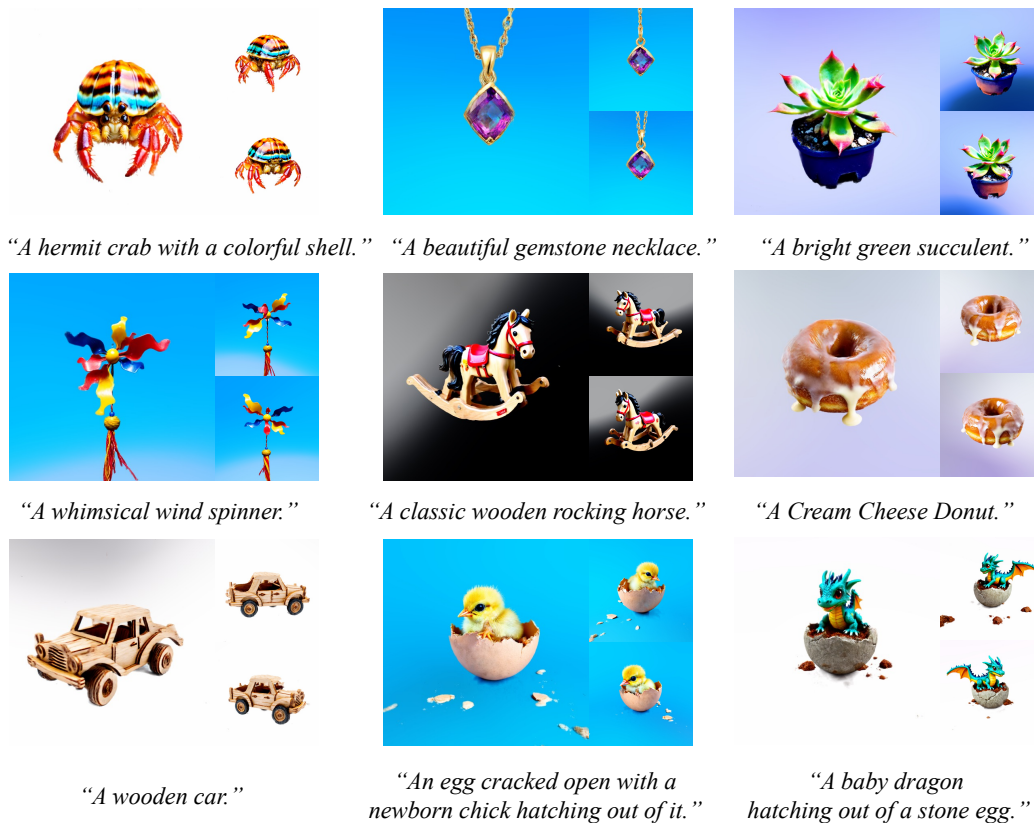 “A hermit crab with a colorful shell.”
“A beautiful gemstone necklace.”
“A bright green succulent.”
“A whimsical wind spinner.”
“A classic wooden rocking horse.”
“A Cream Cheese Donut.”
“A wooden car.”
“An egg cracked open with a
newborn chick hatching out of it.”
“A baby dragon
hatching out of a stone egg.”